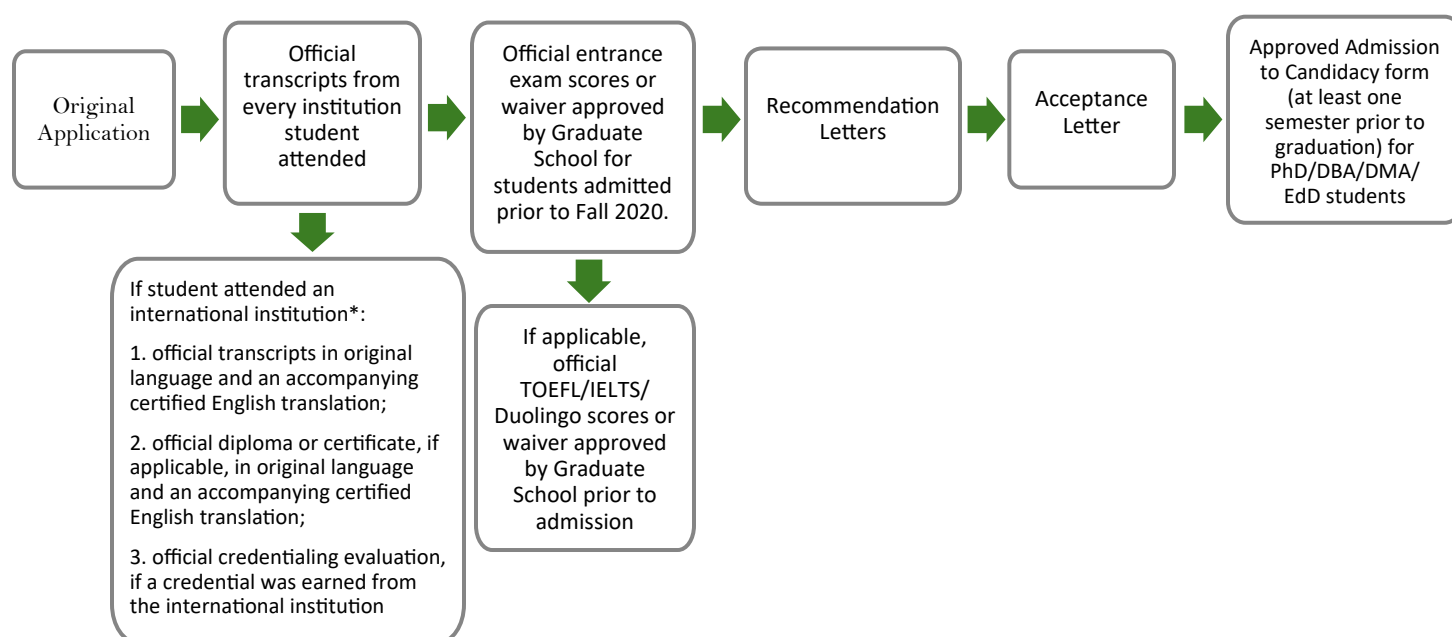 Original
Application
Official
transcripts from
every institution
student
attended
Official entrance
exam scores or
waiver approved
by Graduate
School for
students admitted
prior to Fall 2020.
Recommendation
Letters
Acceptance
Letter
Approved Admission
to Candidacy form
(at least one
semester prior to
graduation) for
PhD/DBA/DMA/
EdD students
If student attended an
international institution*:
1. official transcripts in original
language and an accompanying
certified English translation;
2. official diploma or certificate, if
applicable, in original language
and an accompanying certified
English translation;
3. official credentialing evaluation,
if a credential was earned from
the international institution
If applicable,
official
TOEFL/IELTS/
Duolingo scores or
waiver approved
by Graduate
School prior to
admission